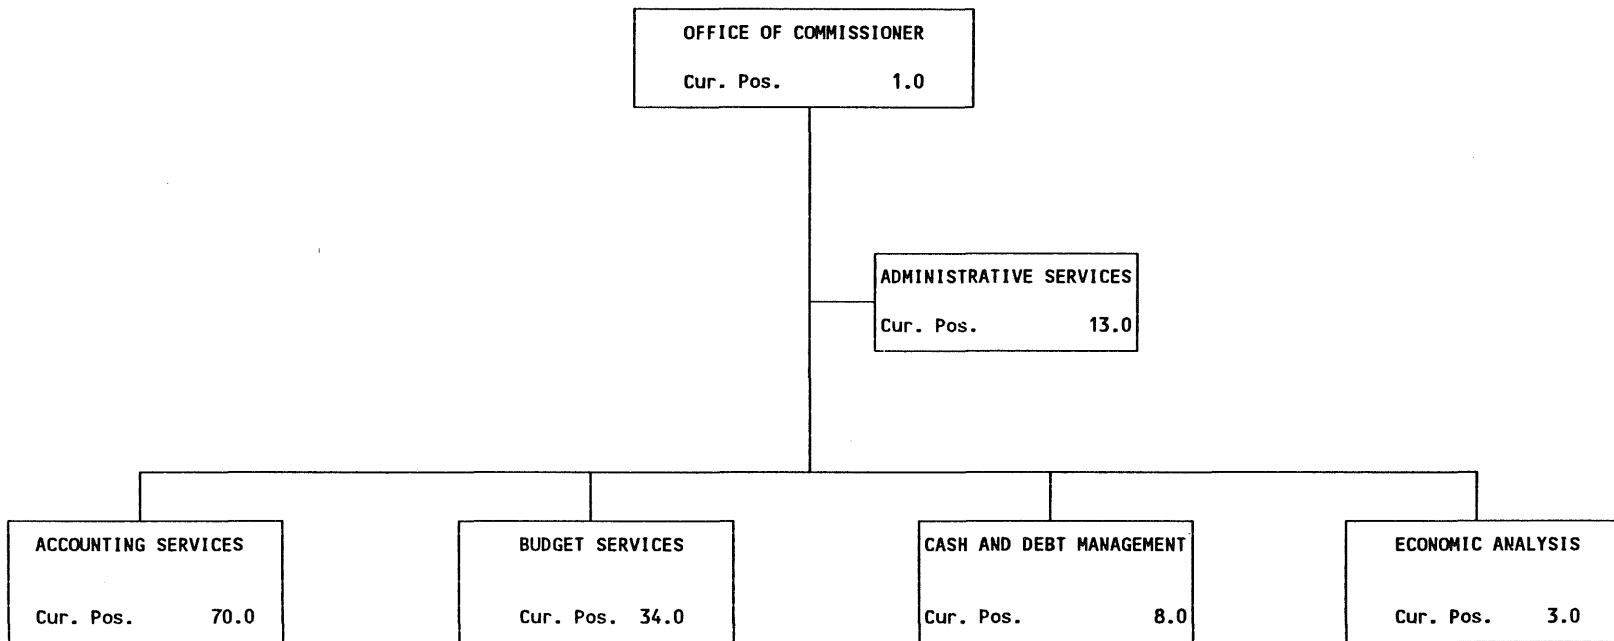 OFFICE OF COMMISSIONER
Cur. Pos. 1.0
ADMINISTRATIVE SERVICES
Cur. Pos. 13.0
ACCOUNTING SERVICES
Cur. Pos. 70.0
BUDGET SERVICES
Cur. Pos. 34.0
CASH AND DEBT MANAGEMENT
Cur. Pos. 8.0
ECONOMIC ANALYSIS
Cur. Pos. 3.0